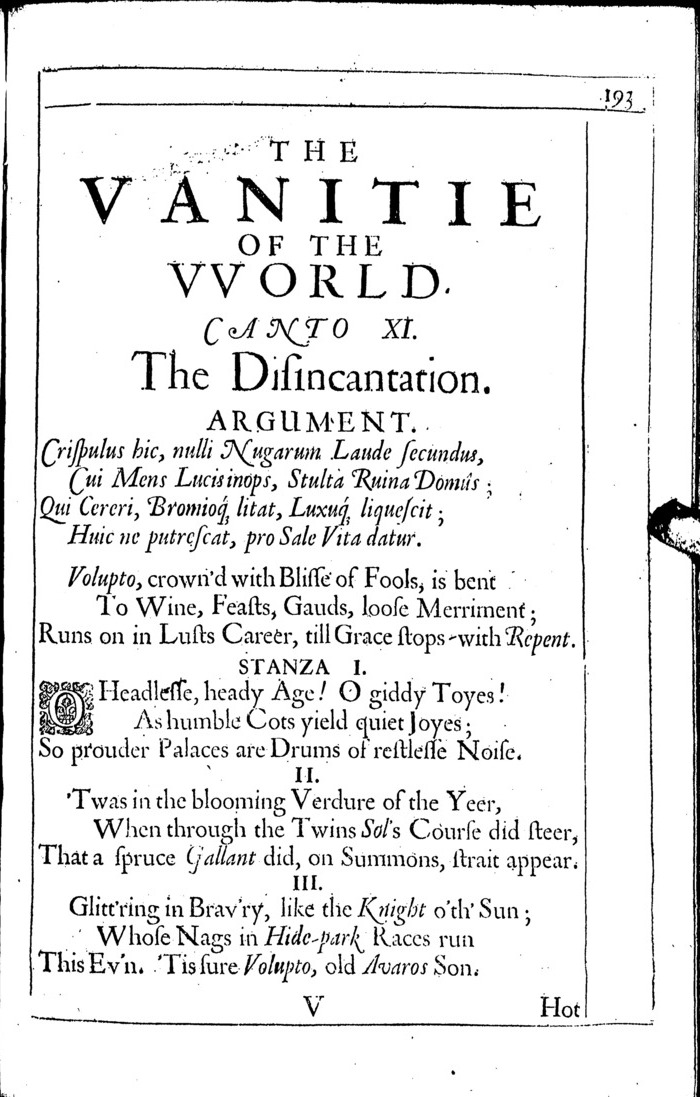 193
THE
VANITIE
OF THE
VVORLD.
CANTO XI.
The Diſincantation.
ARGUMENT.
Criſpulus hic, nulli Nugarum Laude ſecundus,
Cui Mens Lucis inops, Stulta Ruina Domûs;
Qui Cereri, Bromioq́; litat, Luxuq́; liqueſcit;
Huic ne putreſcat, pro Sale Vita datur.
Volupto, crown'd with Bliſſe of Fools, is bent
To Wine, Feaſts, Gauds, looſe Merriment;
Runs on in Luſts Career, till Grace ſtops with Repent.
STANZA I.
O Headleſſe, heady Age! O giddy Toyes!
As humble Cots yield quiet Joyes;
So prouder Palaces are Drums of reſtleſſe Noiſe.
II.
'Twas in the blooming Verdure of the Yeer,
When through the Twins Sol's Courſe did ſteer,
That a ſpruce Gallant did, on Summons, ſtrait appear.
III.
Glitt'ring in Brav'ry, like the Knight o'th' Sun;
Whoſe Nags in Hide-park Races run
This Ev'n. 'Tis ſure Volupto, old Avaros Son.
V
Hot